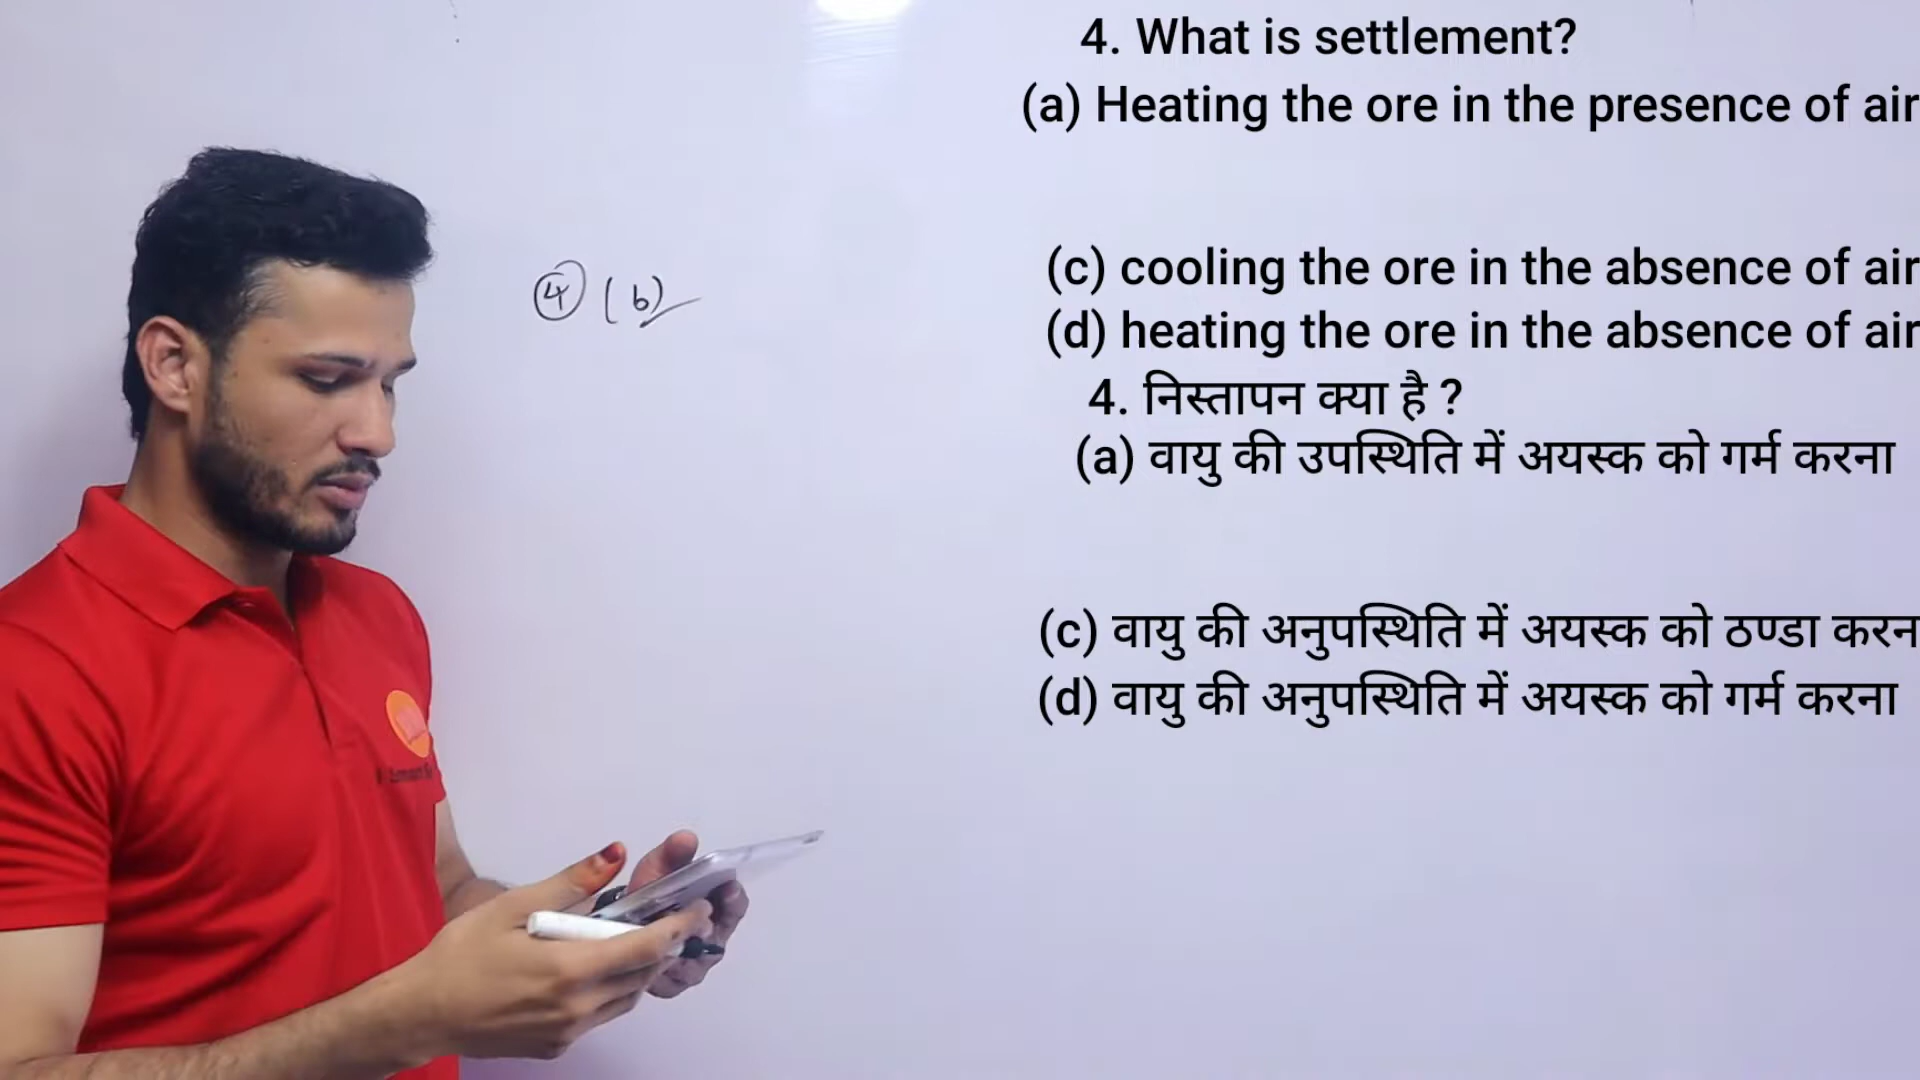 4. What is settlement?
(a) Heating the ore in the presence of air
④ (b)
(c) cooling the ore in the absence of air
(d) heating the ore in the absence of air
4. निस्तापन क्या है ?
(a) वायु की उपस्थिति में अयस्क को गर्म करना
(c) वायु की अनुपस्थिति में अयस्क को ठण्डा करन
(d) वायु की अनुपस्थिति में अयस्क को गर्म करना